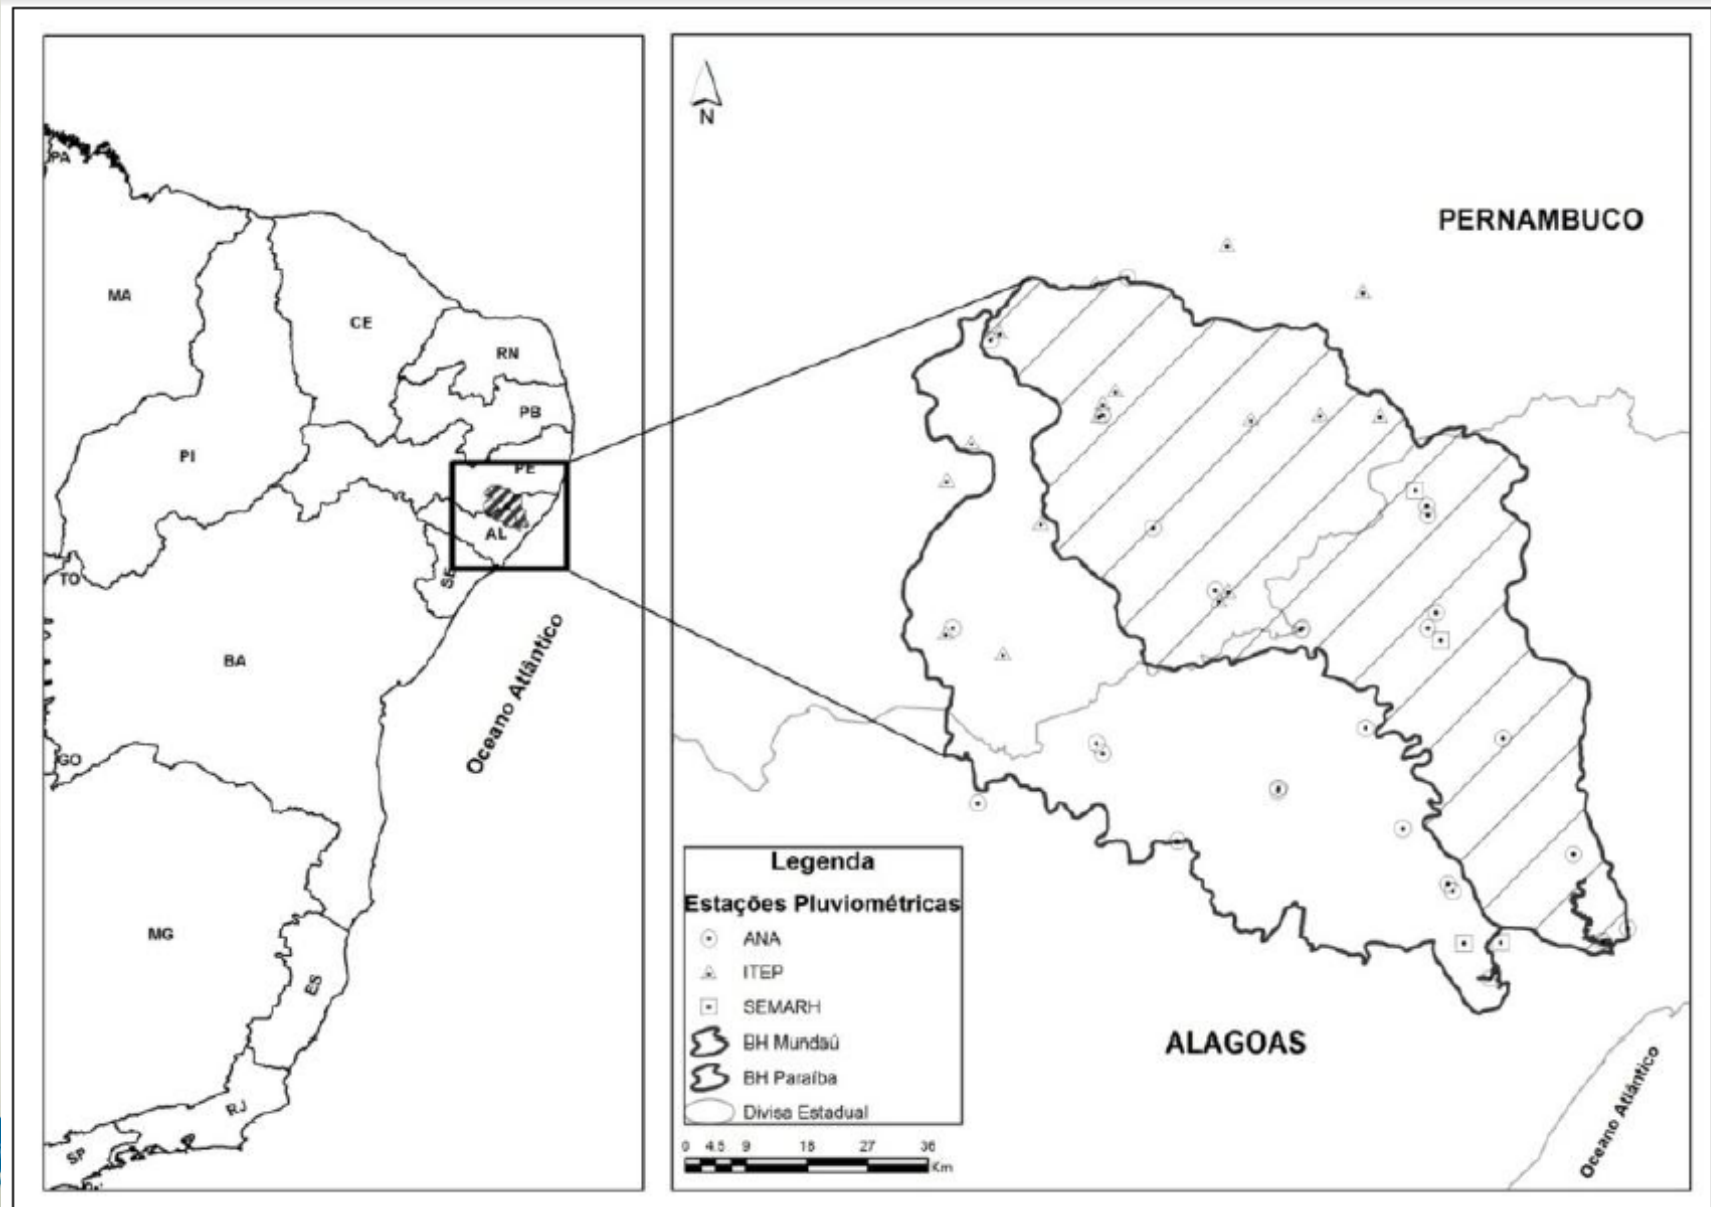 PA
MA
CE
RN
PB
PI
PE
AL
SE
TO
BA
GO
MG
ES
RJ
SP
Oceano Atlântico
N
PERNAMBUCO
ALAGOAS
Oceano Atlântico
Legenda
Estações Pluviométricas
ANA
ITEP
SEMARH
BH Mundaú
BH Paraíba
Divisa Estadual
0 4.5 9 18 27 36
Km